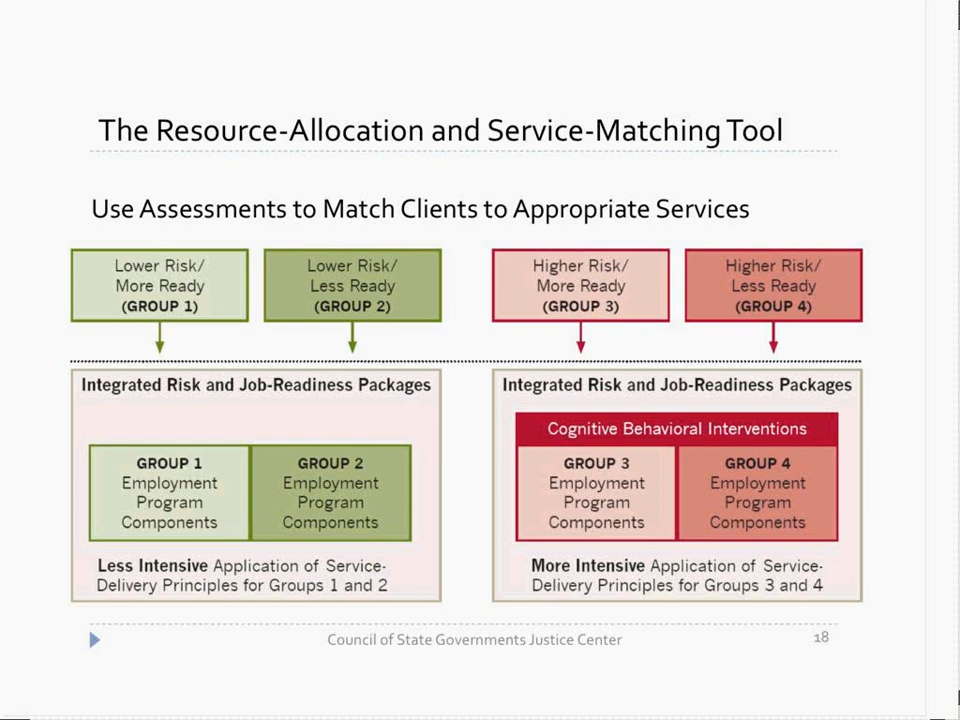 The Resource-Allocation and Service-Matching Tool
Use Assessments to Match Clients to Appropriate Services
Lower Risk/
More Ready
(GROUP 1)
Lower Risk/
Less Ready
(GROUP 2)
Higher Risk/
More Ready
(GROUP 3)
Higher Risk/
Less Ready
(GROUP 4)
Integrated Risk and Job-Readiness Packages
GROUP 1
Employment
Program
Components
GROUP 2
Employment
Program
Components
Less Intensive Application of Service-
Delivery Principles for Groups 1 and 2
Integrated Risk and Job-Readiness Packages
Cognitive Behavioral Interventions
GROUP 3
Employment
Program
Components
GROUP 4
Employment
Program
Components
More Intensive Application of Service-
Delivery Principles for Groups 3 and 4
Council of State Governments Justice Center
18